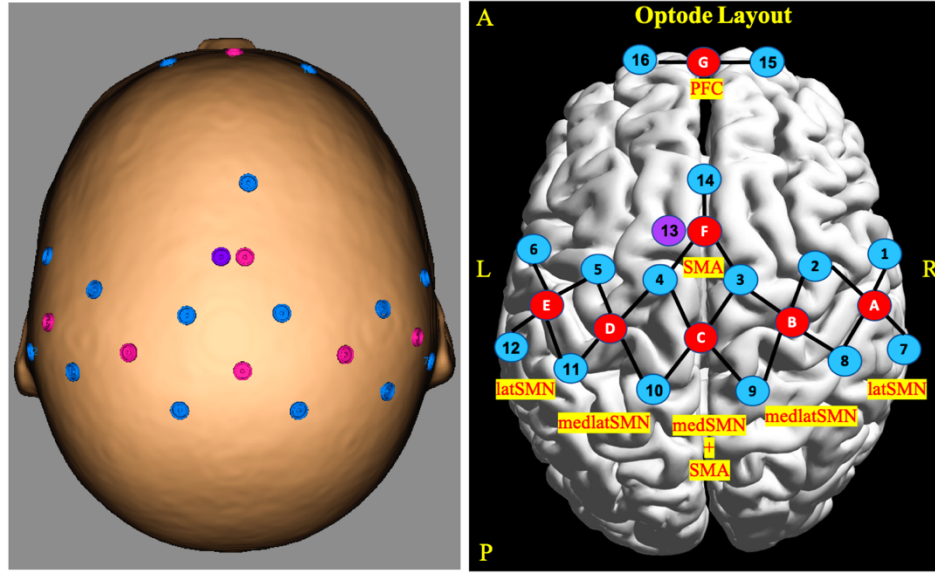 A
Optode Layout
16
G
15
PFC
14
13
F
6
5
4
SMA
3
2
1
L
R
E
D
C
B
A
12
11
10
9
8
7
latSMN
medlatSMN
medSMN
+
SMA
medlatSMN
latSMN
P